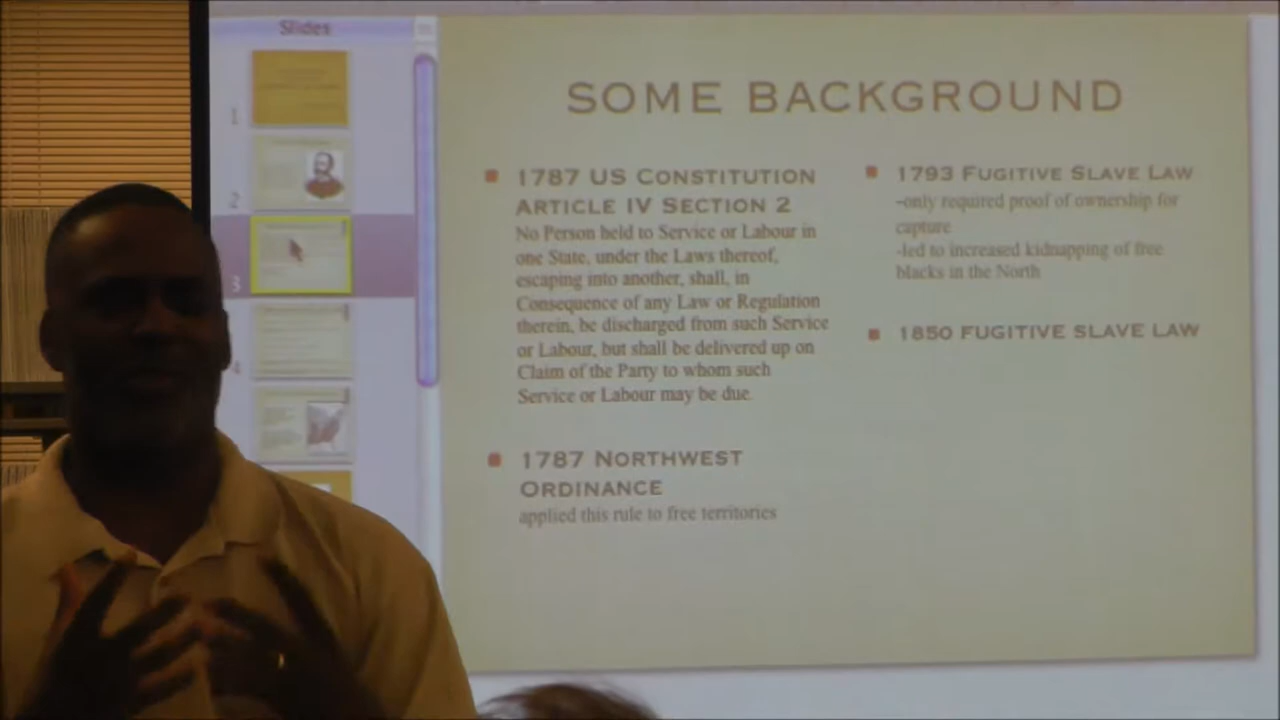 Slides
1
2
3
4
SOME BACKGROUND
1787 US CONSTITUTION
ARTICLE IV SECTION 2
No Person held to Service or Labour in
one State, under the Laws thereof,
escaping into another, shall, in
Consequence of any Law or Regulation
therein, be discharged from such Service
or Labour, but shall be delivered up on
Claim of the Party to whom such
Service or Labour may be due.
1787 NORTHWEST
ORDINANCE
applied this rule to free territories
1793 FUGITIVE SLAVE LAW
-only required proof of ownership for
capture
-led to increased kidnapping of free
blacks in the North
1850 FUGITIVE SLAVE LAW